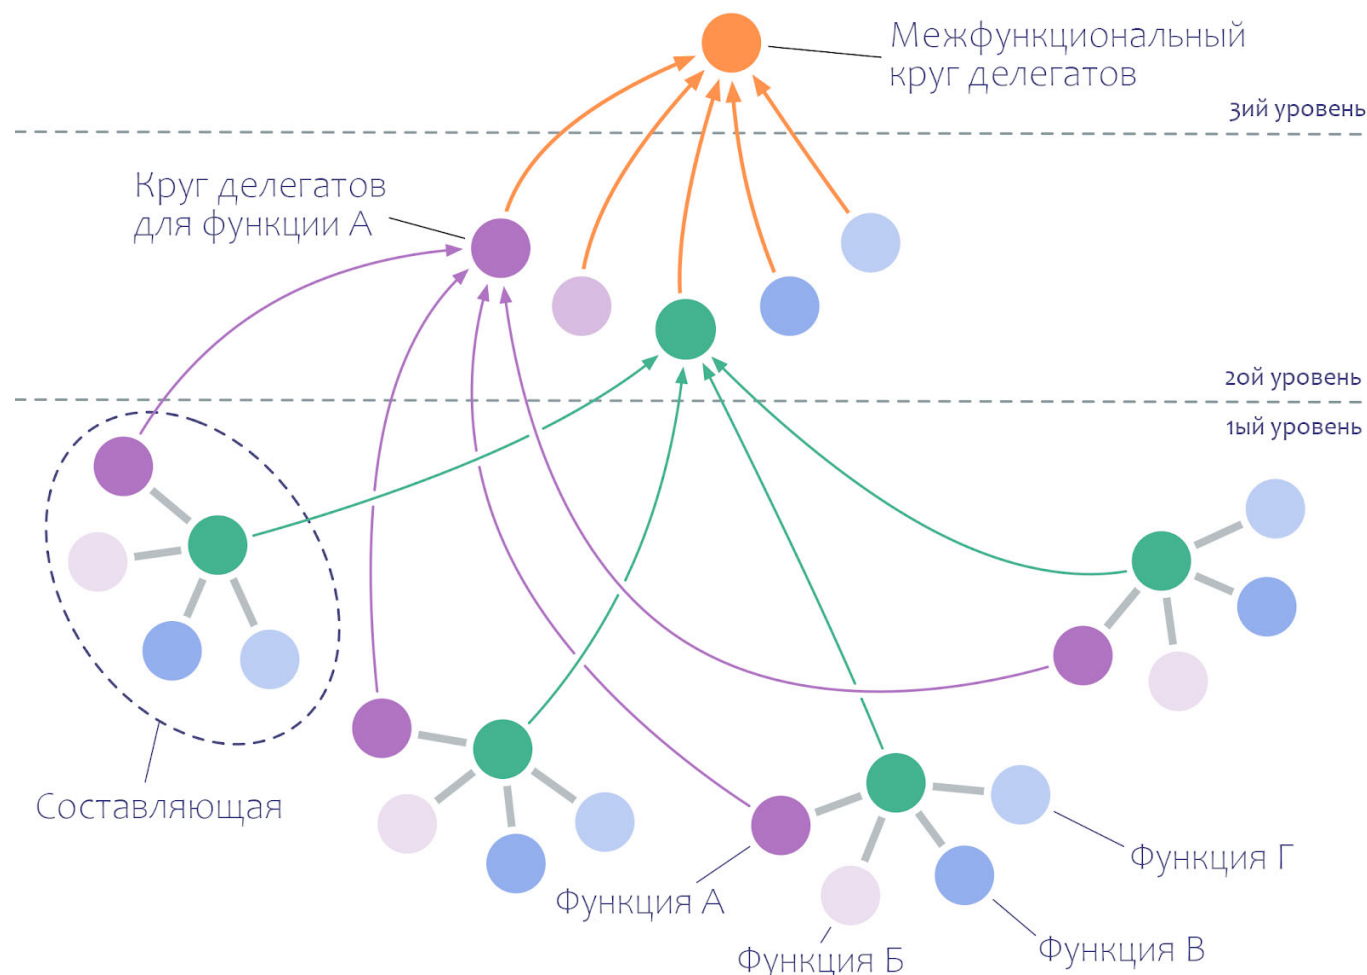 Межфункциональный
круг делегатов
3ий уровень
Круг делегатов
для функции А
2ой уровень
1ый уровень
Составляющая
Функция А
Функция Б
Функция В
Функция Г